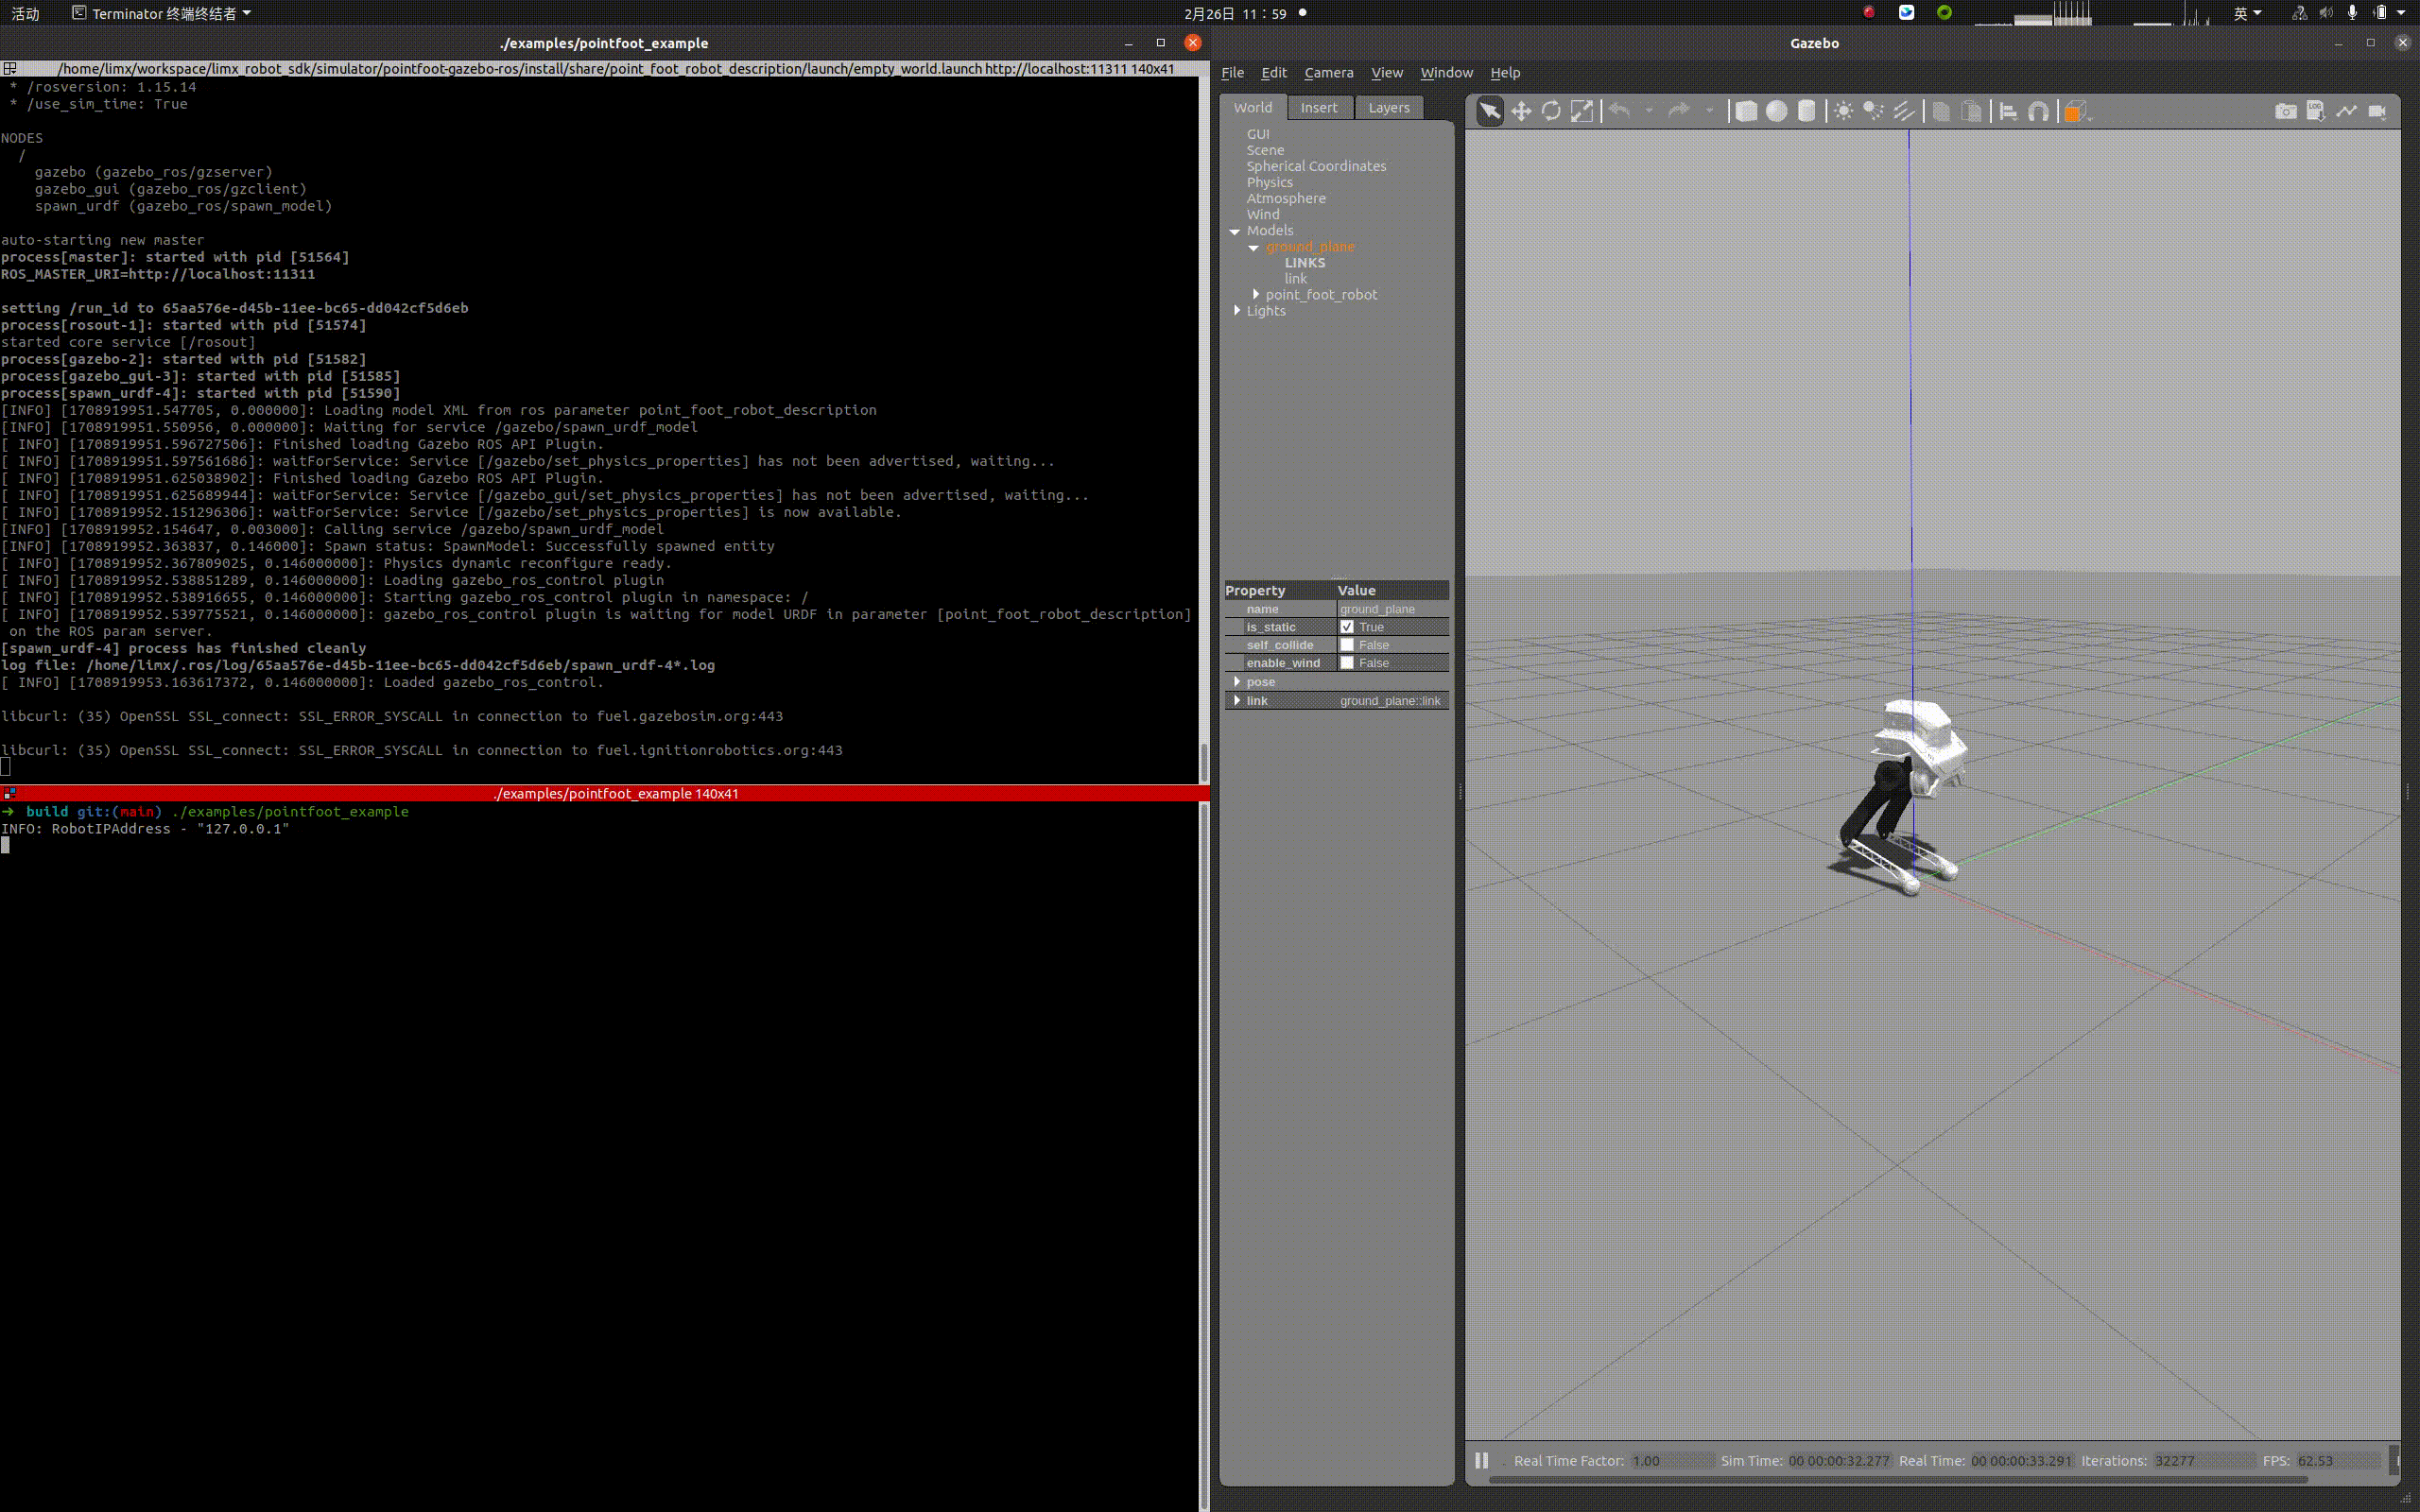 活动 Terminator 终端终结者 2月26日 11：59 英
./examples/pointfoot_example
/home/limx/workspace/limx_robot_sdk/simulator/pointfoot-gazebo-ros/install/share/point_foot_robot_description/launch/empty_world.launch http://localhost:11311 140x41
* /rosversion: 1.15.14
* /use_sim_time: True
NODES
/
gazebo (gazebo_ros/gzserver)
gazebo_gui (gazebo_ros/gzclient)
spawn_urdf (gazebo_ros/spawn_model)
auto-starting new master
process[master]: started with pid [51564]
ROS_MASTER_URI=http://localhost:11311
setting /run_id to 65aa576e-d45b-11ee-bc65-dd042cf5d6eb
process[rosout-1]: started with pid [51574]
started core service [/rosout]
process[gazebo-2]: started with pid [51582]
process[gazebo_gui-3]: started with pid [51585]
process[spawn_urdf-4]: started with pid [51590]
[INFO] [1708919951.547705, 0.000000]: Loading model XML from ros parameter point_foot_robot_description
[INFO] [1708919951.550956, 0.000000]: Waiting for service /gazebo/spawn_urdf_model
[ INFO] [1708919951.596727506]: Finished loading Gazebo ROS API Plugin.
[ INFO] [1708919951.597561686]: waitForService: Service [/gazebo/set_physics_properties] has not been advertised, waiting...
[ INFO] [1708919951.625038902]: Finished loading Gazebo ROS API Plugin.
[ INFO] [1708919951.625689944]: waitForService: Service [/gazebo_gui/set_physics_properties] has not been advertised, waiting...
[ INFO] [1708919952.151296306]: waitForService: Service [/gazebo/set_physics_properties] is now available.
[INFO] [1708919952.154647, 0.003000]: Calling service /gazebo/spawn_urdf_model
[INFO] [1708919952.363837, 0.146000]: Spawn status: SpawnModel: Successfully spawned entity
[ INFO] [1708919952.367809025, 0.146000000]: Physics dynamic reconfigure ready.
[ INFO] [1708919952.538851289, 0.146000000]: Loading gazebo_ros_control plugin
[ INFO] [1708919952.538916655, 0.146000000]: Starting gazebo_ros_control plugin in namespace: /
[ INFO] [1708919952.539775521, 0.146000000]: gazebo_ros_control plugin is waiting for model URDF in parameter [point_foot_robot_description]
on the ROS param server.
[spawn_urdf-4] process has finished cleanly
log file: /home/limx/.ros/log/65aa576e-d45b-11ee-bc65-dd042cf5d6eb/spawn_urdf-4*.log
[ INFO] [1708919953.163617372, 0.146000000]: Loaded gazebo_ros_control.
libcurl: (35) OpenSSL SSL_connect: SSL_ERROR_SYSCALL in connection to fuel.gazebosim.org:443
libcurl: (35) OpenSSL SSL_connect: SSL_ERROR_SYSCALL in connection to fuel.ignitionrobotics.org:443
./examples/pointfoot_example 140x41
➜ build git:(main) ./examples/pointfoot_example
INFO: RobotIPAddress - "127.0.0.1"
Gazebo
File Edit Camera View Window Help
World Insert Layers
GUI
Scene
Spherical Coordinates
Physics
Atmosphere
Wind
Models
ground_plane
LINKS
link
point_foot_robot
Lights
Property Value
name ground_plane
is_static True
self_collide False
enable_wind False
pose
link ground_plane::link
Real Time Factor: 1.00 Sim Time: 00 00:00:32.277 Real Time: 00 00:00:33.291 Iterations: 32277 FPS: 62.53